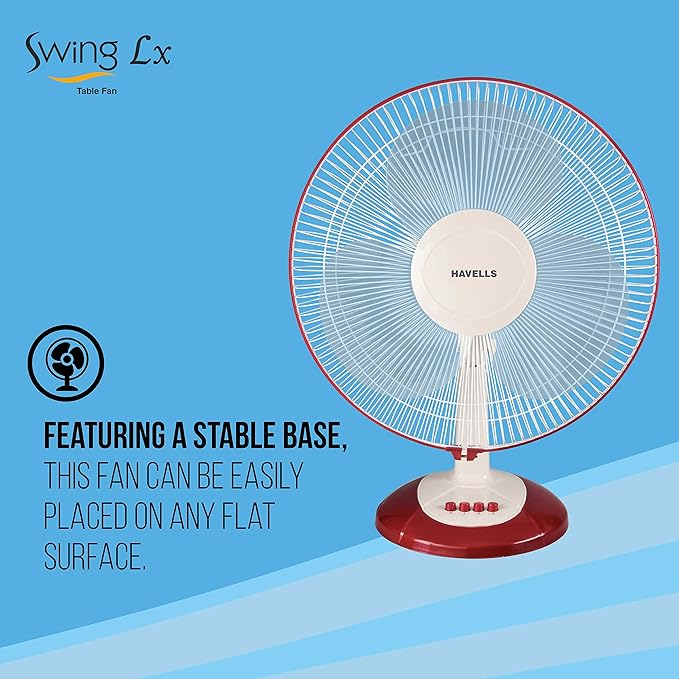 Swing Lx
Table Fan
HAVELLS
FEATURING A STABLE BASE,
THIS FAN CAN BE EASILY
PLACED ON ANY FLAT
SURFACE.